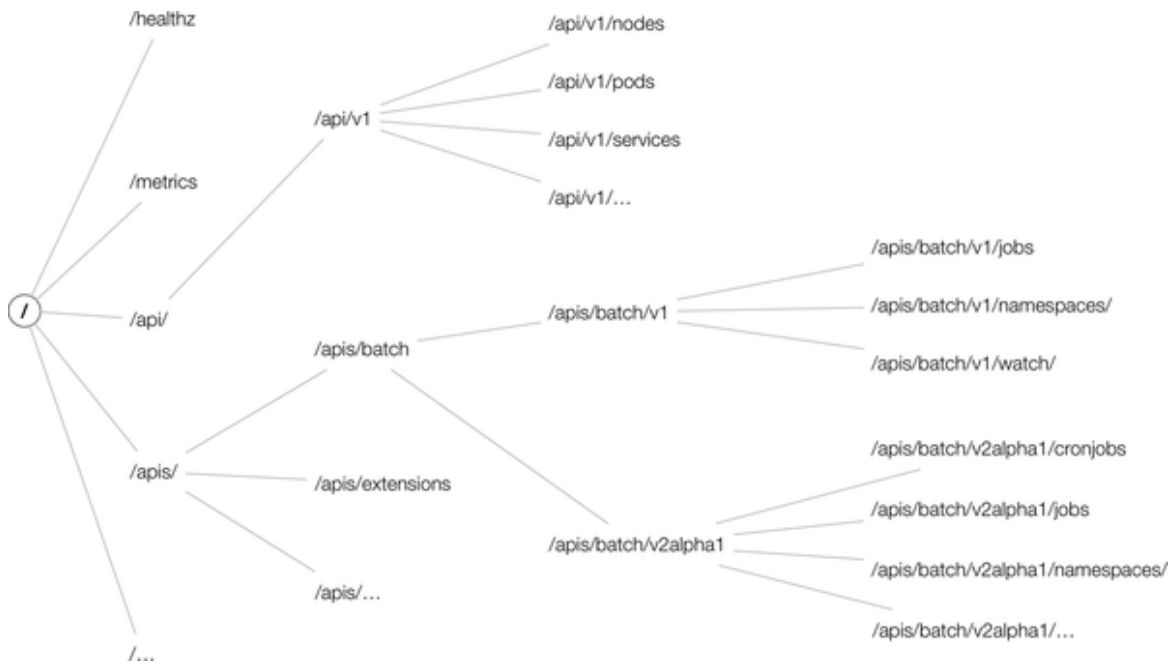 /healthz
/metrics
/
/api/
/apis/
/...
/api/v1
/apis/batch
/apis/extensions
/apis/...
/api/v1/nodes
/api/v1/pods
/api/v1/services
/api/v1/...
/apis/batch/v1
/apis/batch/v2alpha1
/apis/batch/v1/jobs
/apis/batch/v1/namespaces/
/apis/batch/v1/watch/
/apis/batch/v2alpha1/cronjobs
/apis/batch/v2alpha1/jobs
/apis/batch/v2alpha1/namespaces/
/apis/batch/v2alpha1/...